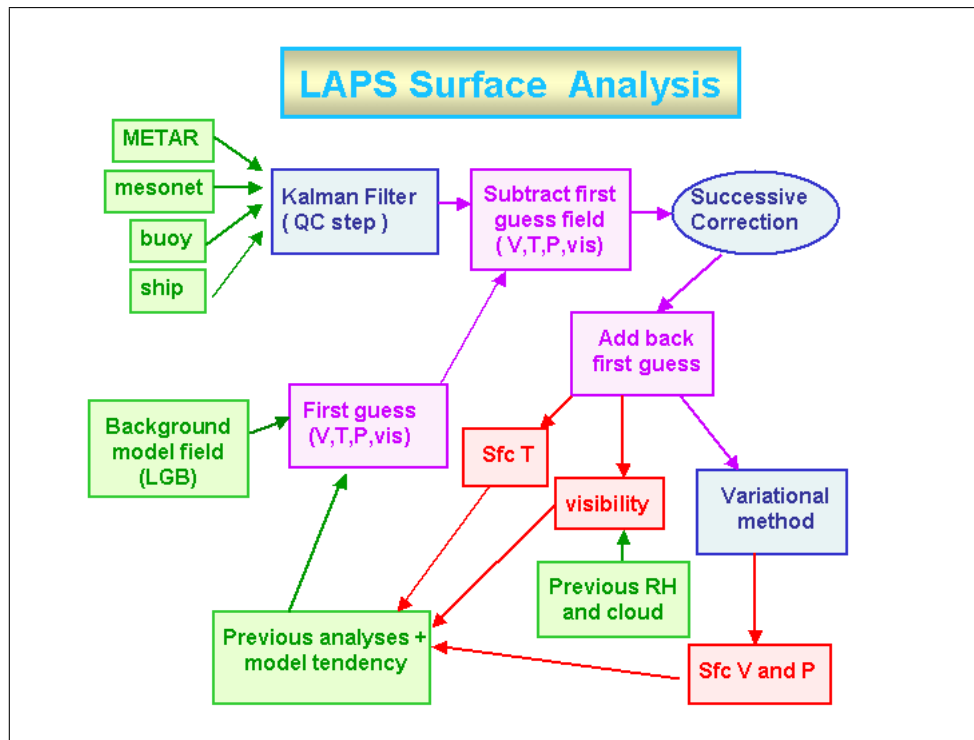 LAPS Surface Analysis
METAR
mesonet
buoy
ship
Kalman Filter
( QC step )
Subtract first
guess field
( V,T,P,vis)
Successive
Correction
Add back
first guess
First guess
(V,T,P,vis)
Background
model field
(LGB)
Sfc T
visibility
Variational
method
Previous RH
and cloud
Previous analyses +
model tendency
Sfc V and P